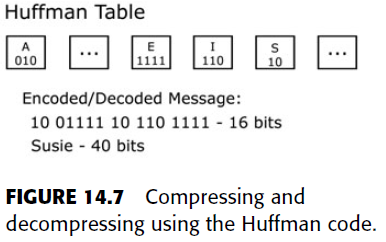 Huffman Table
A ... E I S ...
010 1111 110 10
Encoded/Decoded Message:
10 01111 10 110 1111 - 16 bits
Susie - 40 bits
FIGURE 14.7 Compressing and
decompressing using the Huffman code.